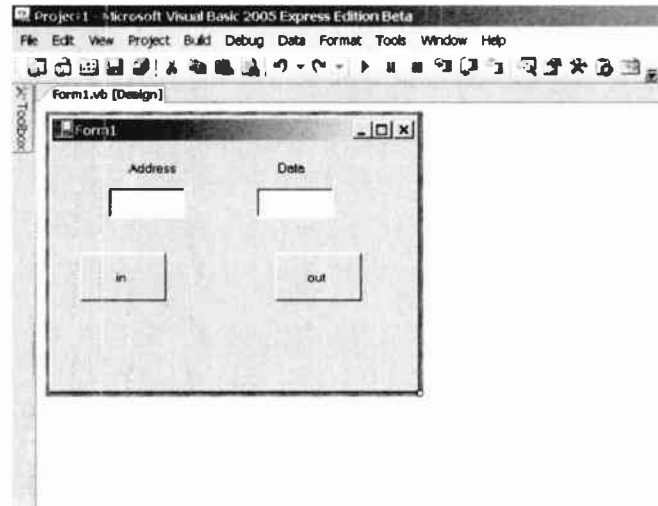 Project1 - Microsoft Visual Basic 2005 Express Edition Beta
File Edit View Project Build Debug Data Format Tools Window Help
Form1.vb [Design]
Toolbox
Form1
Address Data
in out